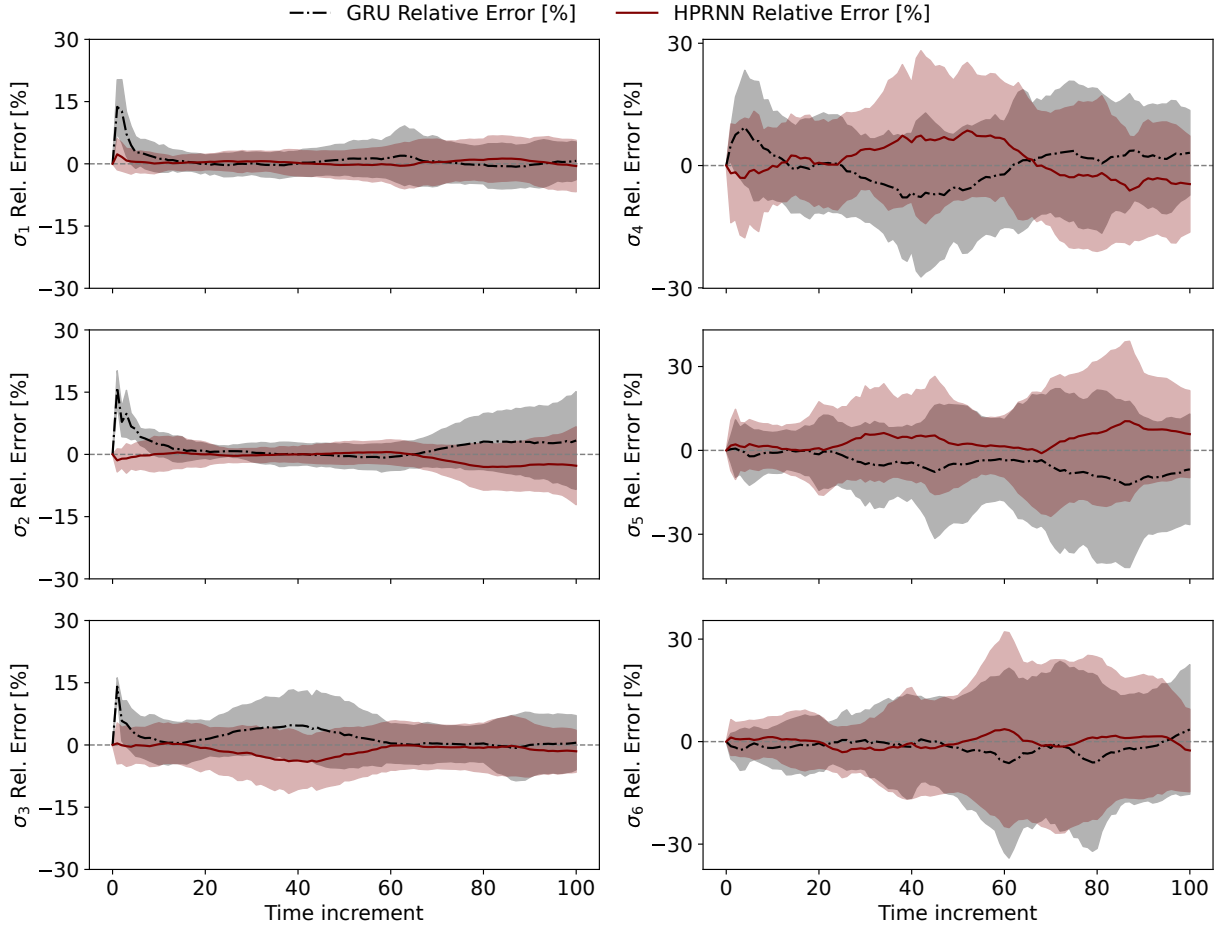 GRU Relative Error [%] HPRNN Relative Error [%]
σ1 Rel. Error [%]
30
15
0
−15
−30
σ4 Rel. Error [%]
30
0
−30
σ2 Rel. Error [%]
30
15
0
−15
−30
σ5 Rel. Error [%]
30
0
−30
σ3 Rel. Error [%]
30
15
0
−15
−30
0 20 40 60 80 100
Time increment
σ6 Rel. Error [%]
30
0
−30
0 20 40 60 80 100
Time increment